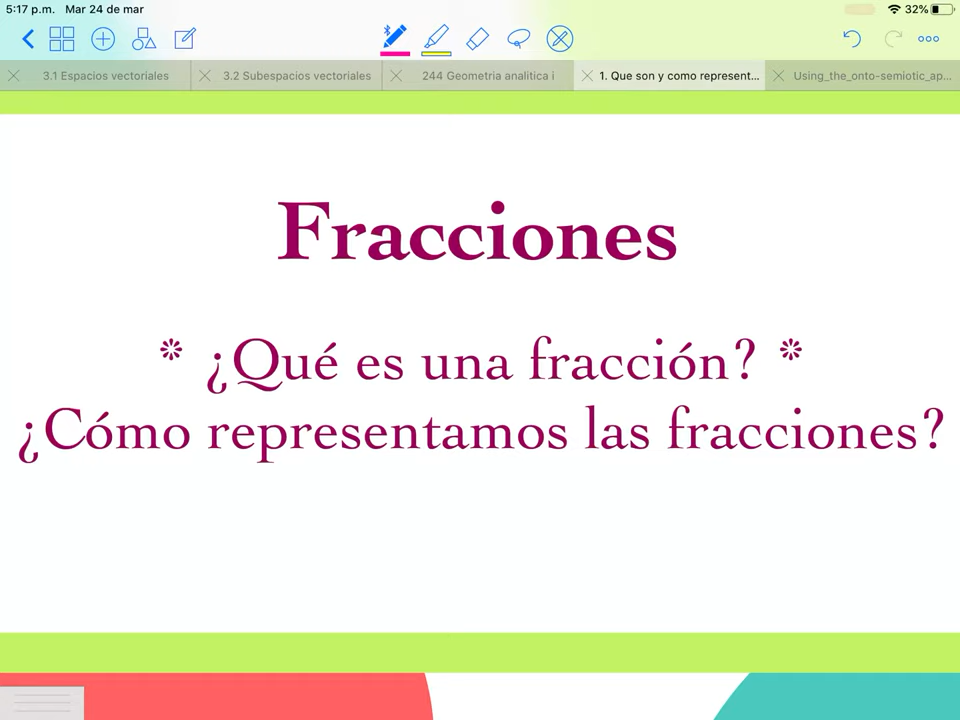 5:17 p.m. Mar 24 de mar 32%
3.1 Espacios vectoriales 3.2 Subespacios vectoriales 244 Geometria analitica i 1. Que son y como represent... Using_the_onto-semiotic_ap...
Fracciones
* ¿Qué es una fracción? *
¿Cómo representamos las fracciones?